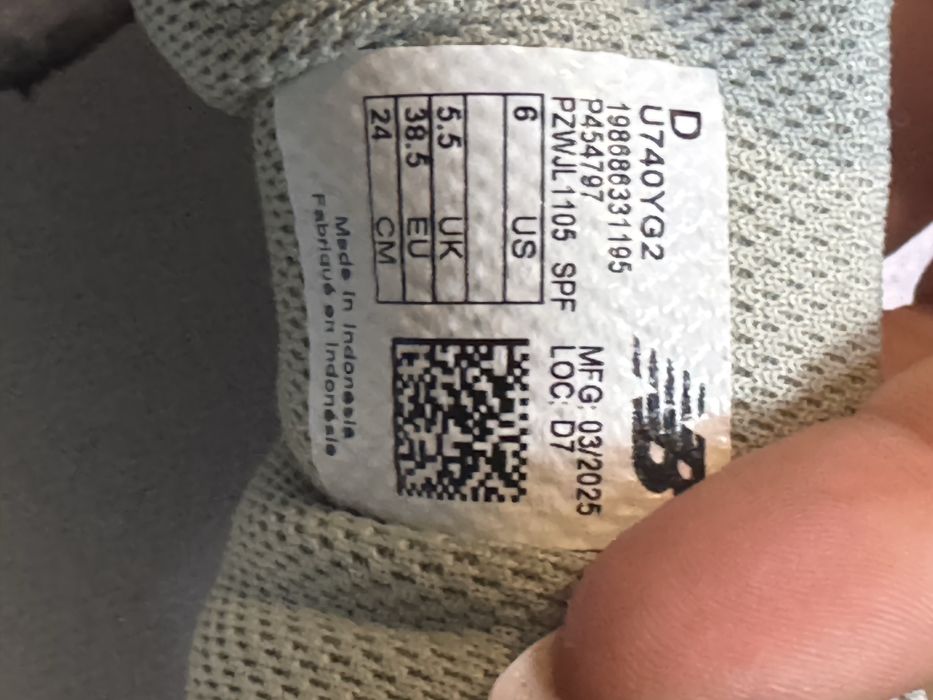 D
U740YG2
198686331195
P454797
PZWJL1105 SPF
MFG: 03/2025
LOC: D7
6 US
5.5 UK
38.5 EU
24 CM
Made in Indonesia
Fabriqué en Indonésie